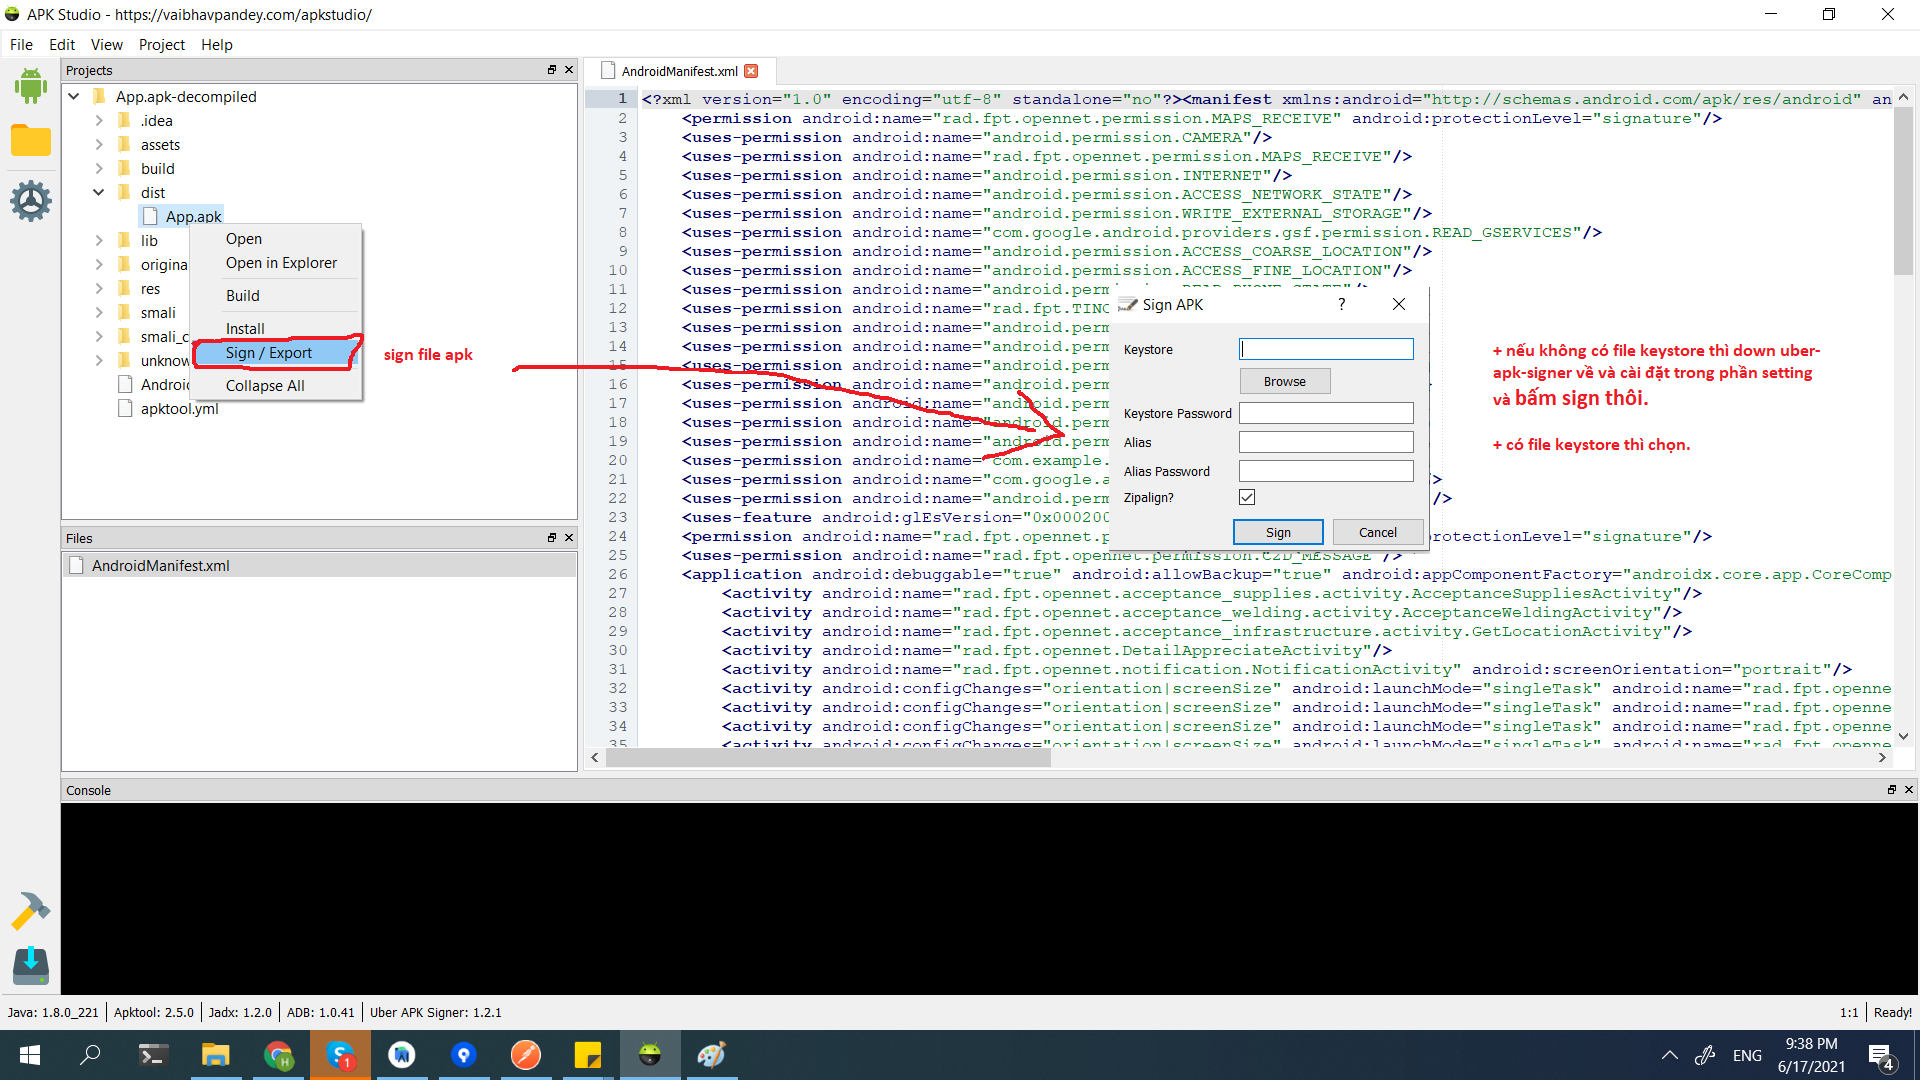 APK Studio - https://vaibhavpandey.com/apkstudio/
File Edit View Project Help
Projects
App.apk-decompiled
.idea
assets
build
dist
App.apk
lib
origina
res
smali
smali_c
unknow
Androic
apktool.yml
Open
Open in Explorer
Build
Install
Sign / Export
Collapse All
sign file apk
Files
AndroidManifest.xml
AndroidManifest.xml
1 <?xml version="1.0" encoding="utf-8" standalone="no"?><manifest xmlns:android="http://schemas.android.com/apk/res/android" an
2 <permission android:name="rad.fpt.opennet.permission.MAPS_RECEIVE" android:protectionLevel="signature"/>
3 <uses-permission android:name="android.permission.CAMERA"/>
4 <uses-permission android:name="rad.fpt.opennet.permission.MAPS_RECEIVE"/>
5 <uses-permission android:name="android.permission.INTERNET"/>
6 <uses-permission android:name="android.permission.ACCESS_NETWORK_STATE"/>
7 <uses-permission android:name="android.permission.WRITE_EXTERNAL_STORAGE"/>
8 <uses-permission android:name="com.google.android.providers.gsf.permission.READ_GSERVICES"/>
9 <uses-permission android:name="android.permission.ACCESS_COARSE_LOCATION"/>
10 <uses-permission android:name="android.permission.ACCESS_FINE_LOCATION"/>
11 <uses-permission android:name="android.permission.READ_PHONE_STATE"/>
12 <uses-permission android:name="rad.fpt.TINC
13 <uses-permission android:name="android.perm
14 <uses-permission android:name="android.perm
15 <uses-permission android:name="android.perm
16 <uses-permission android:name="android.perm
17 <uses-permission android:name="android.perm
18 <uses-permission android:name="android.perm
19 <uses-permission android:name="android.perm
20 <uses-permission android:name="com.example.
21 <uses-permission android:name="com.google.a >
22 <uses-permission android:name="android.perm />
23 <uses-feature android:glEsVersion="0x000200
24 <permission android:name="rad.fpt.opennet.p rotectionLevel="signature"/>
25 <uses-permission android:name="rad.fpt.opennet.permission.C2D_MESSAGE"/>
26 <application android:debuggable="true" android:allowBackup="true" android:appComponentFactory="androidx.core.app.CoreComp
27 <activity android:name="rad.fpt.opennet.acceptance_supplies.activity.AcceptanceSuppliesActivity"/>
28 <activity android:name="rad.fpt.opennet.acceptance_welding.activity.AcceptanceWeldingActivity"/>
29 <activity android:name="rad.fpt.opennet.acceptance_infrastructure.activity.GetLocationActivity"/>
30 <activity android:name="rad.fpt.opennet.DetailAppreciateActivity"/>
31 <activity android:name="rad.fpt.opennet.notification.NotificationActivity" android:screenOrientation="portrait"/>
32 <activity android:configChanges="orientation|screenSize" android:launchMode="singleTask" android:name="rad.fpt.openne
33 <activity android:configChanges="orientation|screenSize" android:launchMode="singleTask" android:name="rad.fpt.openne
34 <activity android:configChanges="orientation|screenSize" android:launchMode="singleTask" android:name="rad.fpt.openne
35 <activity android:configChanges="orientation|screenSize" android:launchMode="singleTask" android:name="rad.fpt.openne
Sign APK ?
Keystore
Browse
Keystore Password
Alias
Alias Password
Zipalign?
Sign Cancel
+ nếu không có file keystore thì down uber-
apk-signer về và cài đặt trong phần setting
và bấm sign thôi.
+ có file keystore thì chọn.
Console
Java: 1.8.0_221 Apktool: 2.5.0 Jadx: 1.2.0 ADB: 1.0.41 Uber APK Signer: 1.2.1
1:1 Ready!
H
S 1
ENG
9:38 PM
6/17/2021
4